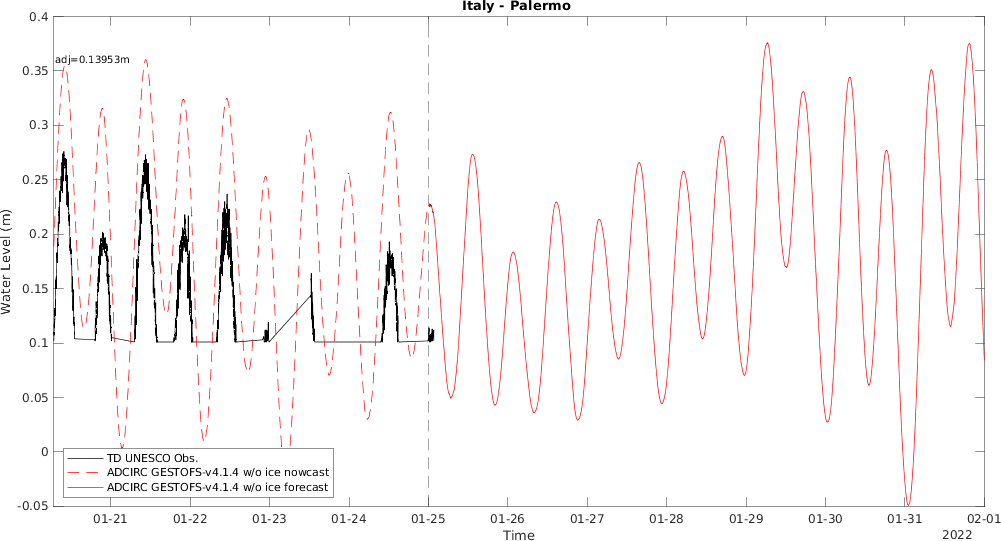 Italy - Palermo
adj=0.13953m
Water Level (m)
0.4
0.35
0.3
0.25
0.2
0.15
0.1
0.05
0
-0.05
TD UNESCO Obs.
ADCIRC GESTOFS-v4.1.4 w/o ice nowcast
ADCIRC GESTOFS-v4.1.4 w/o ice forecast
01-21 01-22 01-23 01-24 01-25 01-26 01-27 01-28 01-29 01-30 01-31 02-01
Time
2022